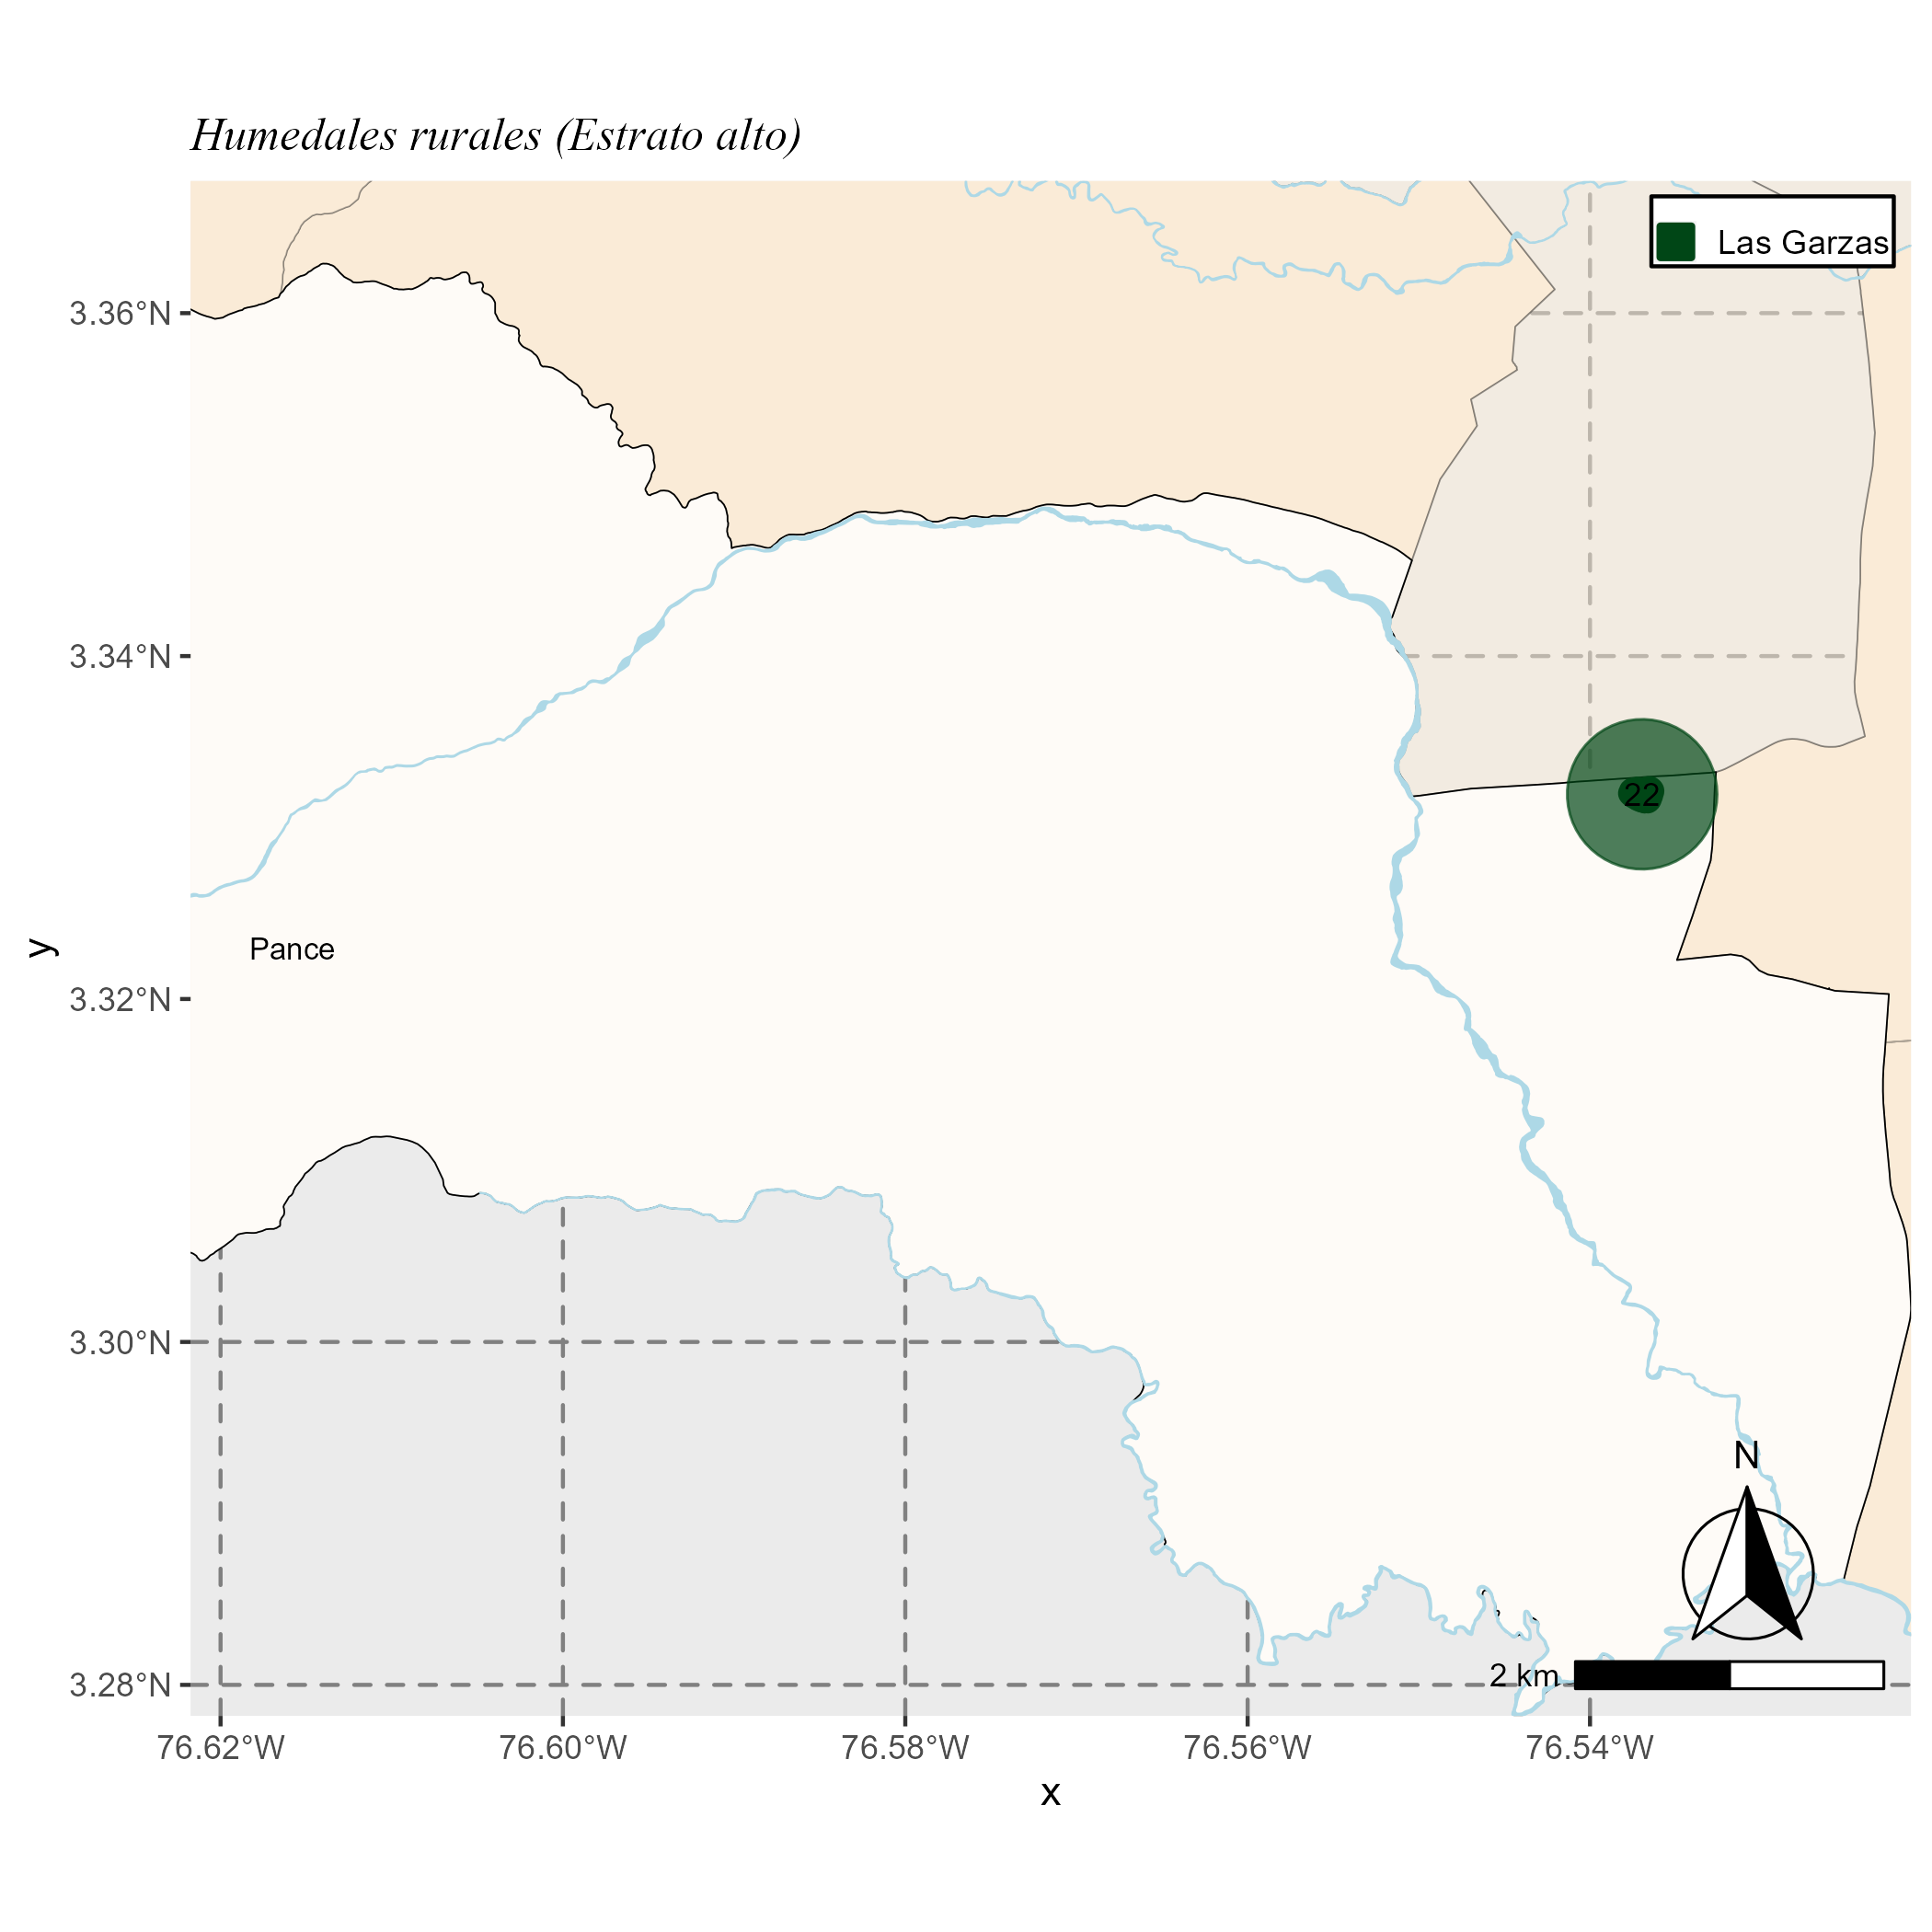 Humedales rurales (Estrato alto)
Las Garzas
3.36°N
3.34°N
22
Pance
y
3.32°N
3.30°N
N
2 km
3.28°N
76.62°W
76.60°W
76.58°W
76.56°W
76.54°W
x